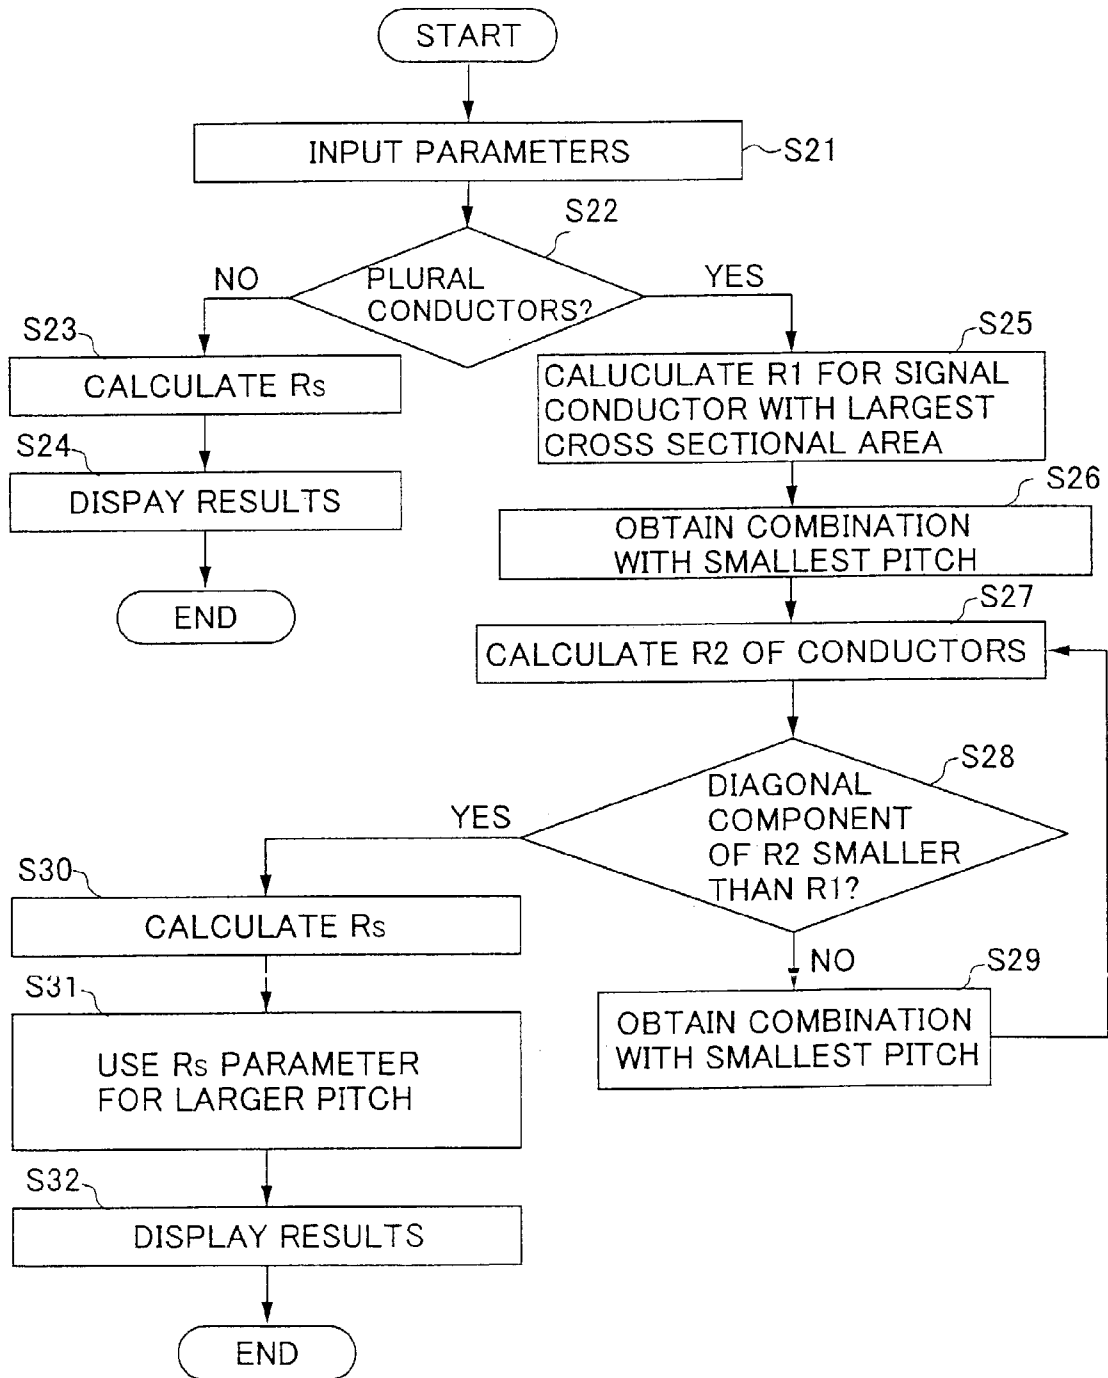 START
INPUT PARAMETERS
S21
S22
PLURAL
CONDUCTORS?
NO
YES
S23
CALCULATE Rs
S24
DISPAY RESULTS
END
S25
CALUCULATE R1 FOR SIGNAL
CONDUCTOR WITH LARGEST
CROSS SECTIONAL AREA
S26
OBTAIN COMBINATION
WITH SMALLEST PITCH
S27
CALCULATE R2 OF CONDUCTORS
S28
DIAGONAL
COMPONENT
OF R2 SMALLER
THAN R1?
YES
NO
S29
OBTAIN COMBINATION
WITH SMALLEST PITCH
S30
CALCULATE Rs
S31
USE Rs PARAMETER
FOR LARGER PITCH
S32
DISPLAY RESULTS
END